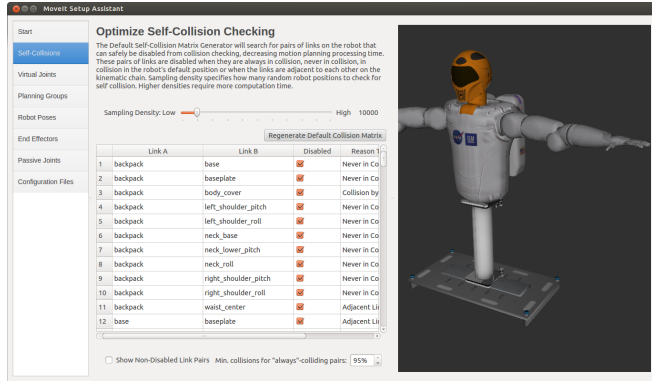 MoveIt Setup Assistant
Start
Self-Collisions
Virtual Joints
Planning Groups
Robot Poses
End Effectors
Passive Joints
Configuration Files
Optimize Self-Collision Checking
The Default Self-Collision Matrix Generator will search for pairs of links on the robot that
can safely be disabled from collision checking, decreasing motion planning processing time.
These pairs of links are disabled when they are always in collision, never in collision, in
collision in the robot's default position or when the links are adjacent to each other on the
kinematic chain. Sampling density specifies how many random robot positions to check for
self collision. Higher densities require more computation time.
Sampling Density: Low High 10000
Regenerate Default Collision Matrix
Link A Link B Disabled Reason T
1 backpack base Never in Co
2 backpack baseplate Never in Co
3 backpack body_cover Collision by
4 backpack left_shoulder_pitch Never in Co
5 backpack left_shoulder_roll Never in Co
6 backpack neck_base Never in Co
7 backpack neck_lower_pitch Never in Co
8 backpack neck_roll Never in Co
9 backpack right_shoulder_pitch Never in Co
10 backpack right_shoulder_roll Never in Co
11 backpack waist_center Adjacent Li
12 base baseplate Adjacent Li
Show Non-Disabled Link Pairs Min. collisions for "always"-colliding pairs: 95%
NASA
GM